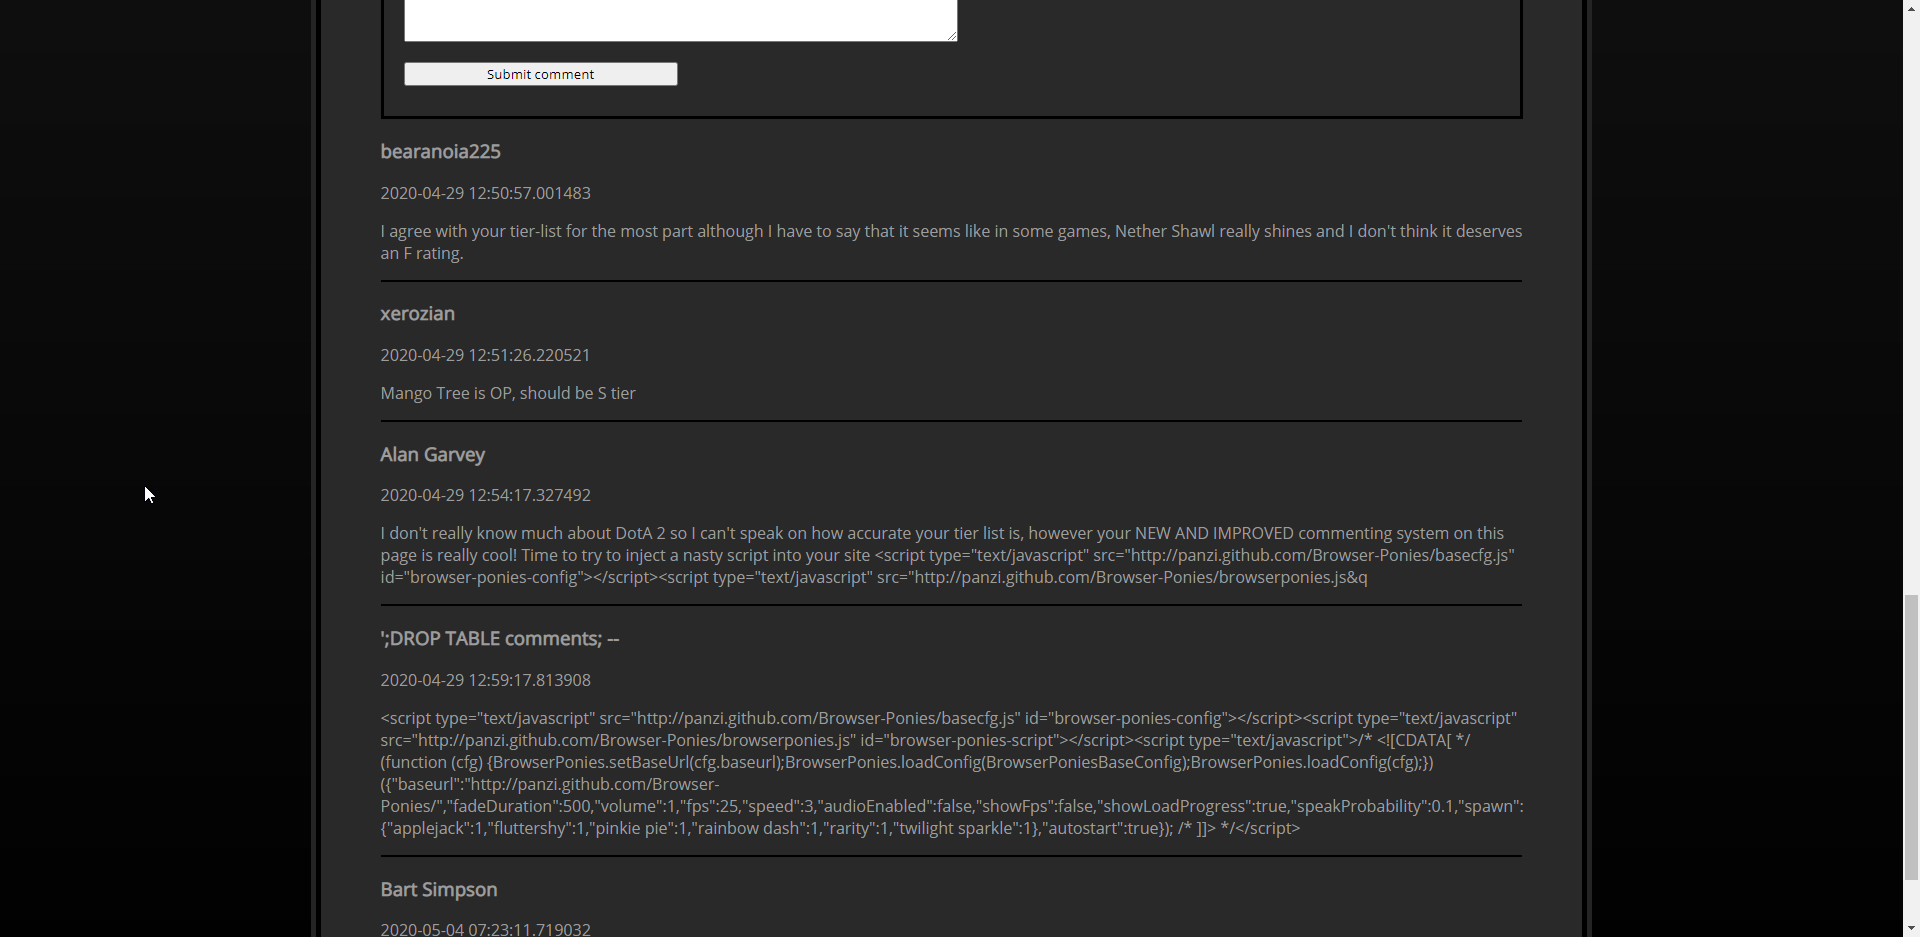 Submit comment
bearanoia225
2020-04-29 12:50:57.001483
I agree with your tier-list for the most part although I have to say that it seems like in some games, Nether Shawl really shines and I don't think it deserves
an F rating.
xerozian
2020-04-29 12:51:26.220521
Mango Tree is OP, should be S tier
Alan Garvey
2020-04-29 12:54:17.327492
I don't really know much about DotA 2 so I can't speak on how accurate your tier list is, however your NEW AND IMPROVED commenting system on this
page is really cool! Time to try to inject a nasty script into your site <script type="text/javascript" src="http://panzi.github.com/Browser-Ponies/basecfg.js"
id="browser-ponies-config"></script><script type="text/javascript" src="http://panzi.github.com/Browser-Ponies/browserponies.js&q
';DROP TABLE comments; --
2020-04-29 12:59:17.813908
<script type="text/javascript" src="http://panzi.github.com/Browser-Ponies/basecfg.js" id="browser-ponies-config"></script><script type="text/javascript"
src="http://panzi.github.com/Browser-Ponies/browserponies.js" id="browser-ponies-script"></script><script type="text/javascript">/* <![CDATA[ */
(function (cfg) {BrowserPonies.setBaseUrl(cfg.baseurl);BrowserPonies.loadConfig(BrowserPoniesBaseConfig);BrowserPonies.loadConfig(cfg);})
({"baseurl":"http://panzi.github.com/Browser-
Ponies/","fadeDuration":500,"volume":1,"fps":25,"speed":3,"audioEnabled":false,"showFps":false,"showLoadProgress":true,"speakProbability":0.1,"spawn":
{"applejack":1,"fluttershy":1,"pinkie pie":1,"rainbow dash":1,"rarity":1,"twilight sparkle":1},"autostart":true}); /* ]]> */</script>
Bart Simpson
2020-05-04 07:23:11.719032